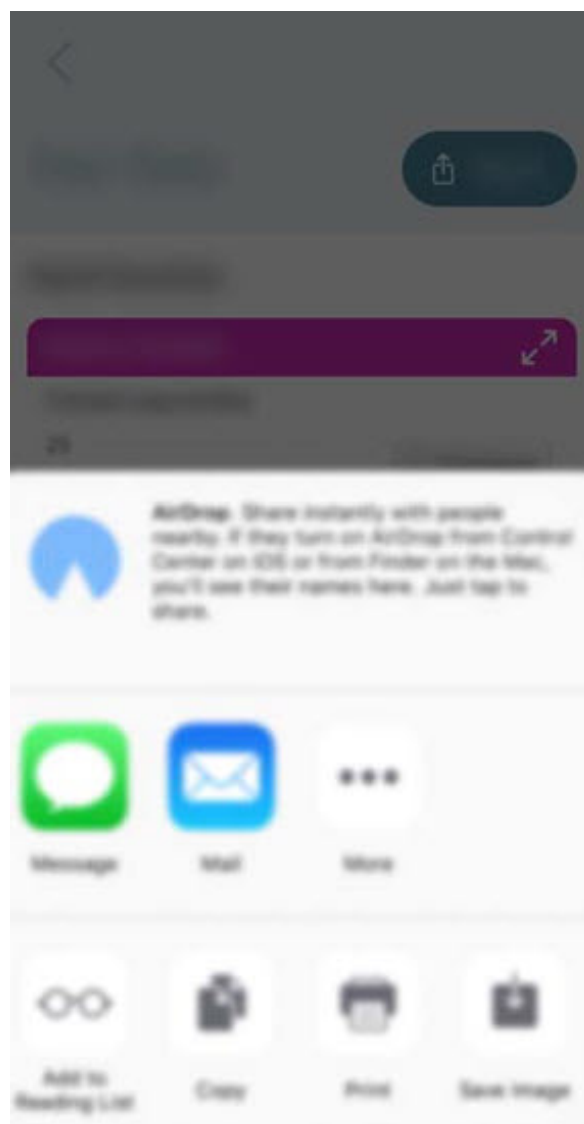 25
AirDrop. Share instantly with people
nearby. If they turn on AirDrop from Control
Center on iOS or from Finder on the Mac,
you'll see their names here. Just tap to
share.
Message
Mail
More
Add to
Reading List
Copy
Print
Save Image